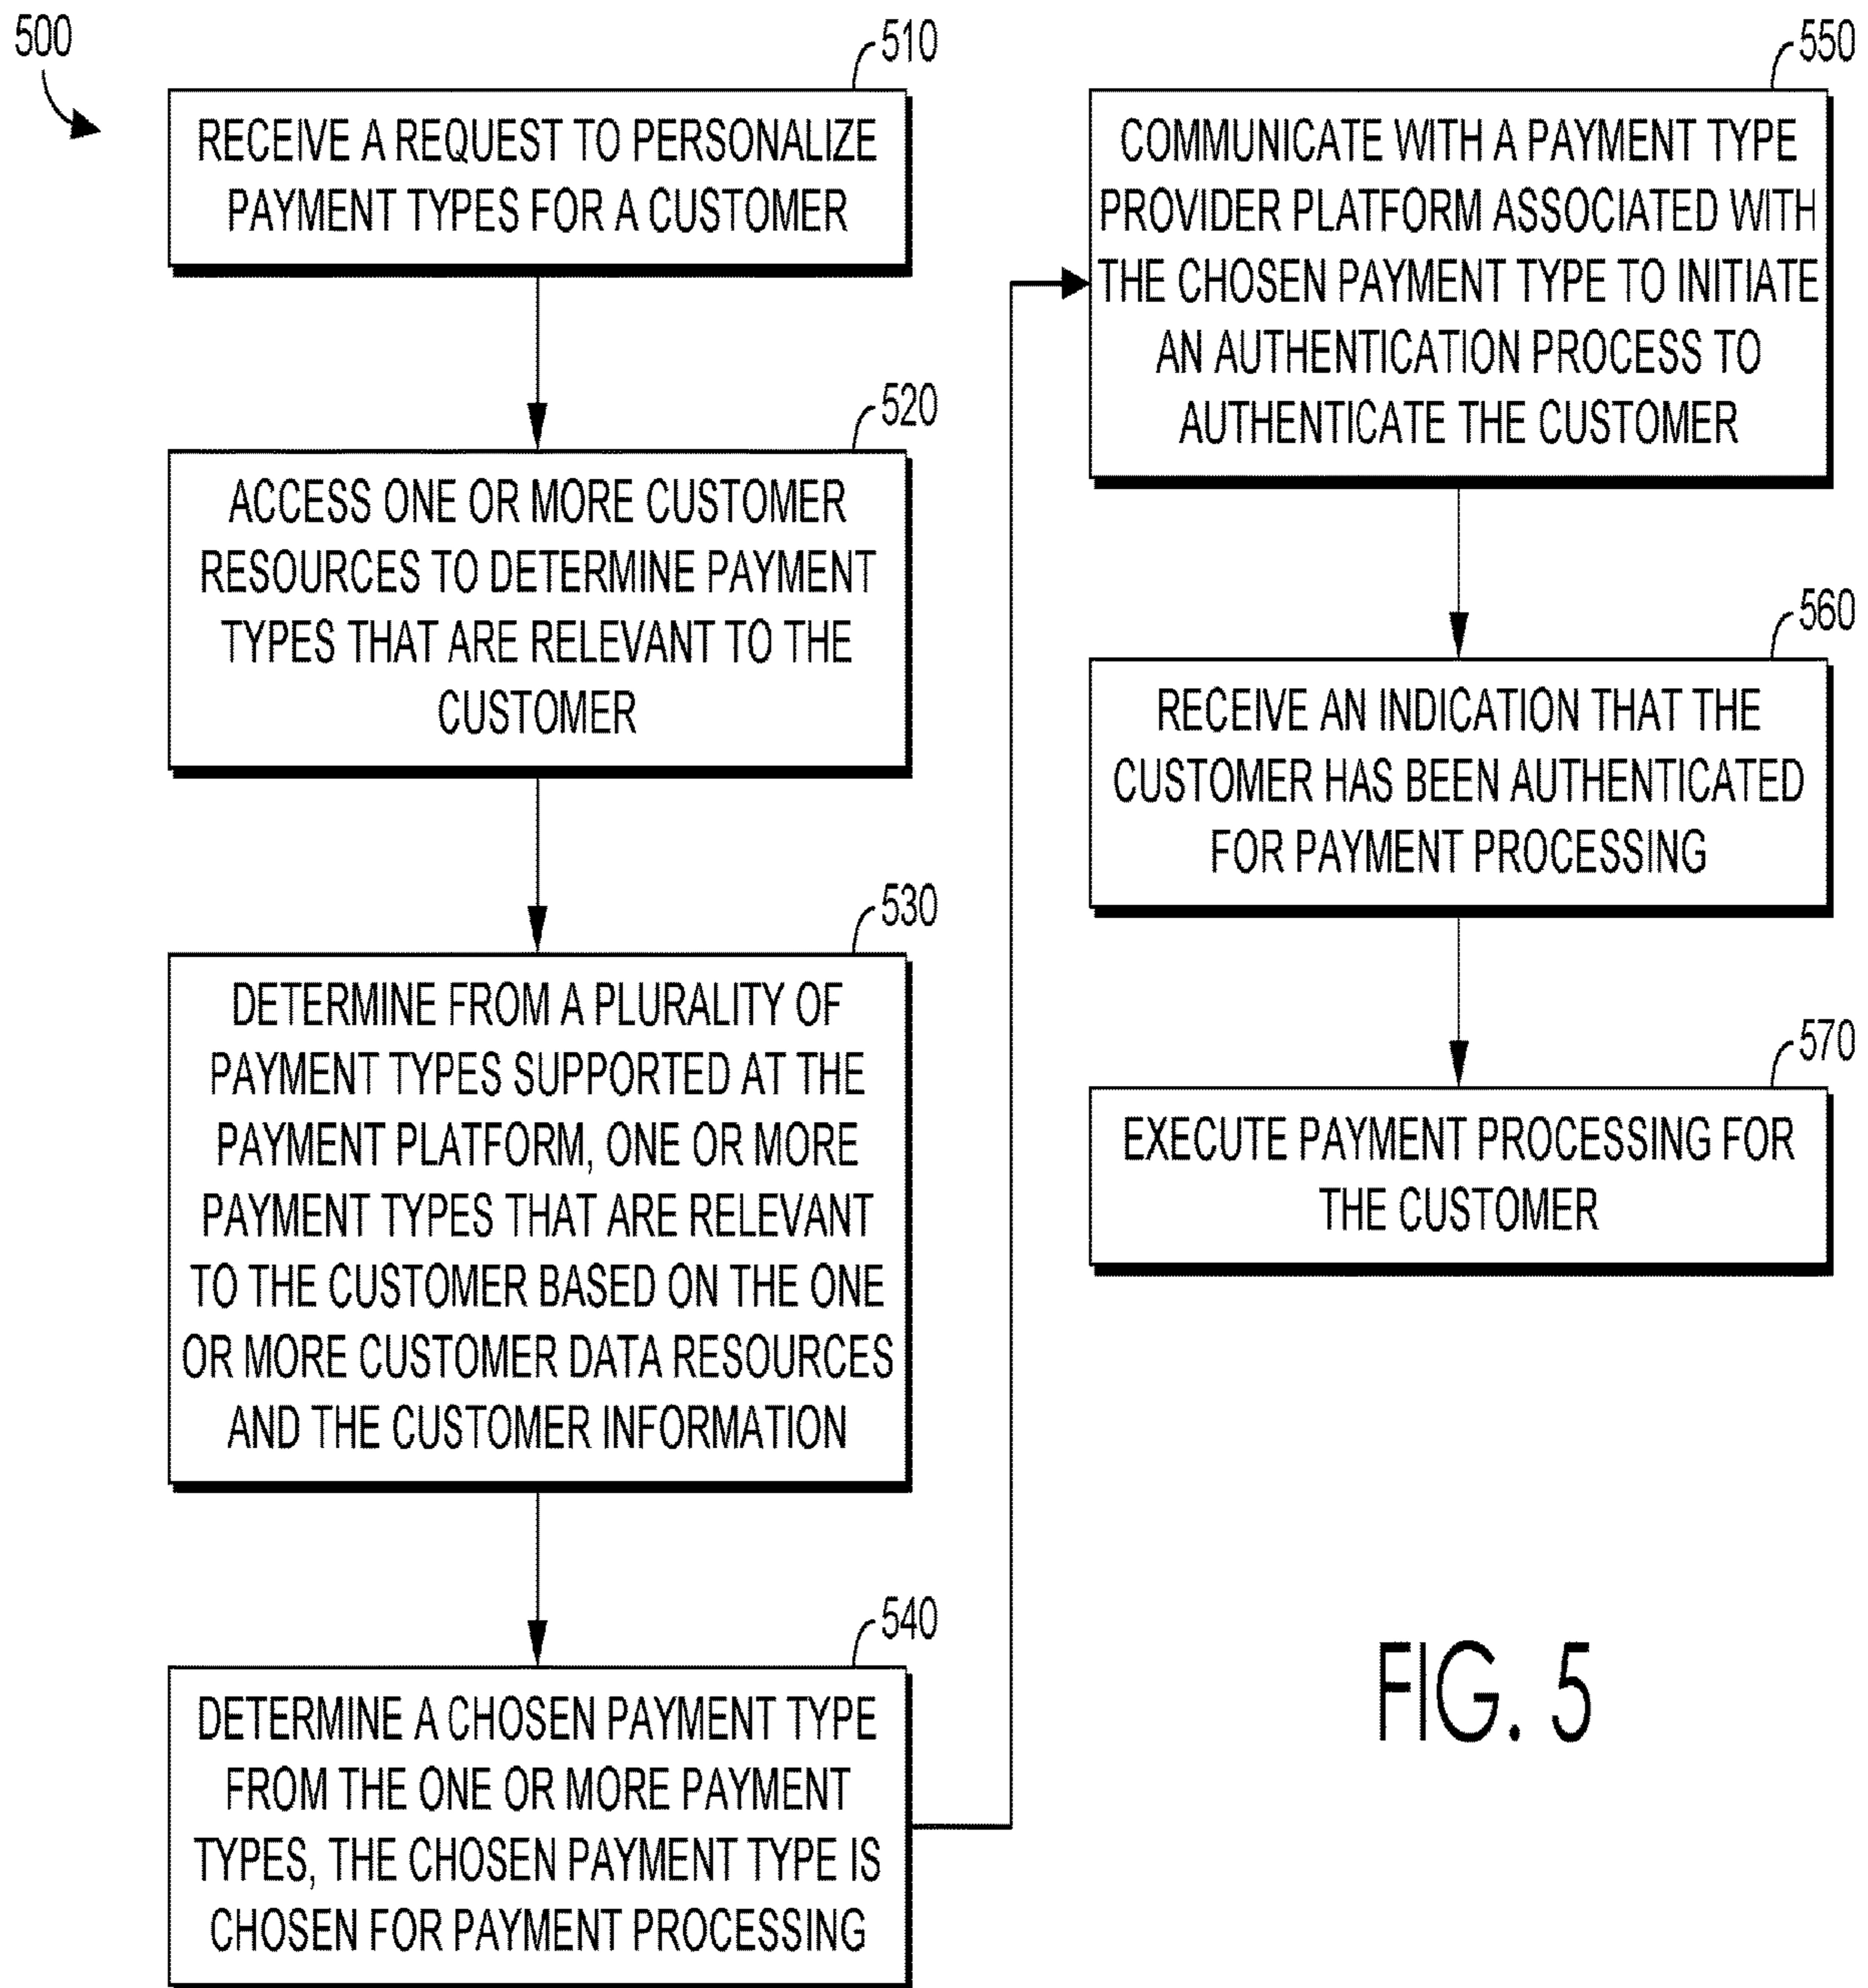 500
510
RECEIVE A REQUEST TO PERSONALIZE
PAYMENT TYPES FOR A CUSTOMER
520
ACCESS ONE OR MORE CUSTOMER
RESOURCES TO DETERMINE PAYMENT
TYPES THAT ARE RELEVANT TO THE
CUSTOMER
530
DETERMINE FROM A PLURALITY OF
PAYMENT TYPES SUPPORTED AT THE
PAYMENT PLATFORM, ONE OR MORE
PAYMENT TYPES THAT ARE RELEVANT
TO THE CUSTOMER BASED ON THE ONE
OR MORE CUSTOMER DATA RESOURCES
AND THE CUSTOMER INFORMATION
540
DETERMINE A CHOSEN PAYMENT TYPE
FROM THE ONE OR MORE PAYMENT
TYPES, THE CHOSEN PAYMENT TYPE IS
CHOSEN FOR PAYMENT PROCESSING
550
COMMUNICATE WITH A PAYMENT TYPE
PROVIDER PLATFORM ASSOCIATED WITH
THE CHOSEN PAYMENT TYPE TO INITIATE
AN AUTHENTICATION PROCESS TO
AUTHENTICATE THE CUSTOMER
560
RECEIVE AN INDICATION THAT THE
CUSTOMER HAS BEEN AUTHENTICATED
FOR PAYMENT PROCESSING
570
EXECUTE PAYMENT PROCESSING FOR
THE CUSTOMER
FIG. 5